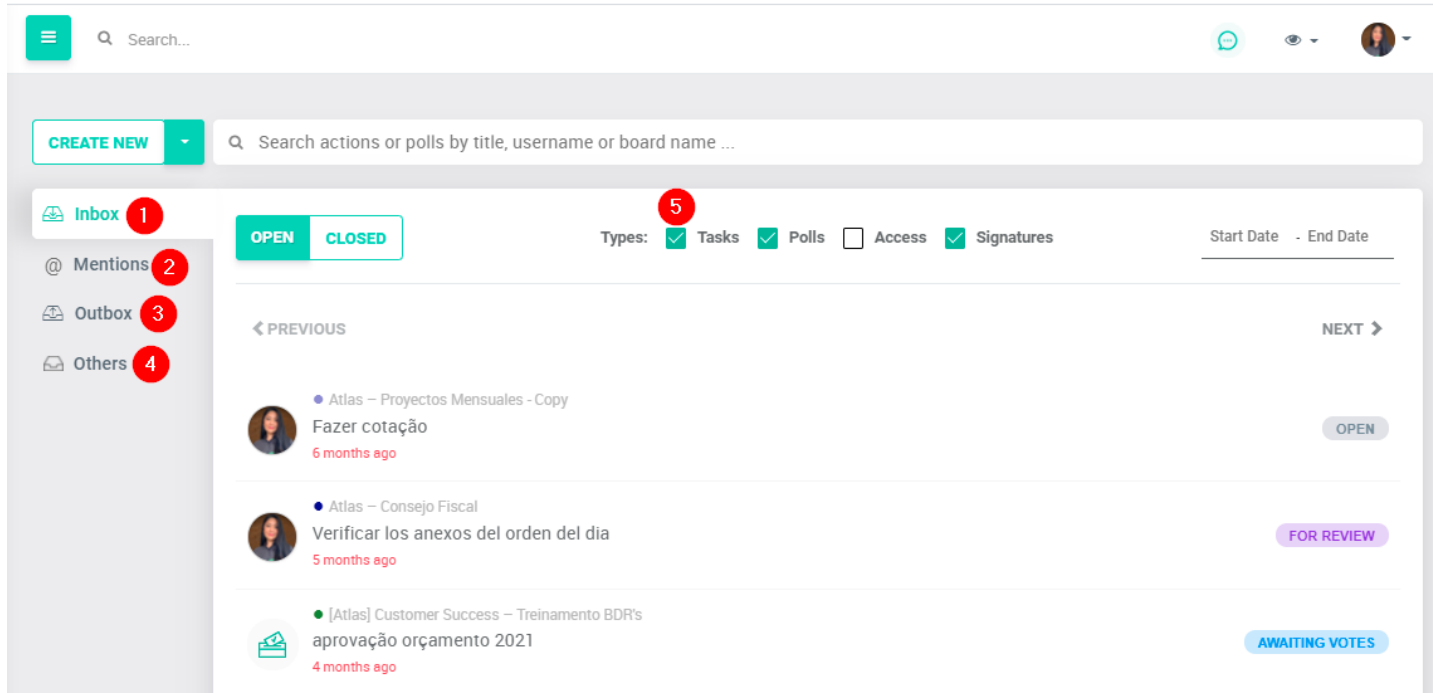 Search...
CREATE NEW
Search actions or polls by title, username or board name ...
Inbox 1
@ Mentions 2
Outbox 3
Others 4
5
OPEN CLOSED Types: Tasks Polls Access Signatures Start Date - End Date
PREVIOUS NEXT
Atlas – Proyectos Mensuales - Copy
Fazer cotação OPEN
6 months ago
Atlas – Consejo Fiscal
Verificar los anexos del orden del dia FOR REVIEW
5 months ago
[Atlas] Customer Success – Treinamento BDR's
aprovação orçamento 2021 AWAITING VOTES
4 months ago